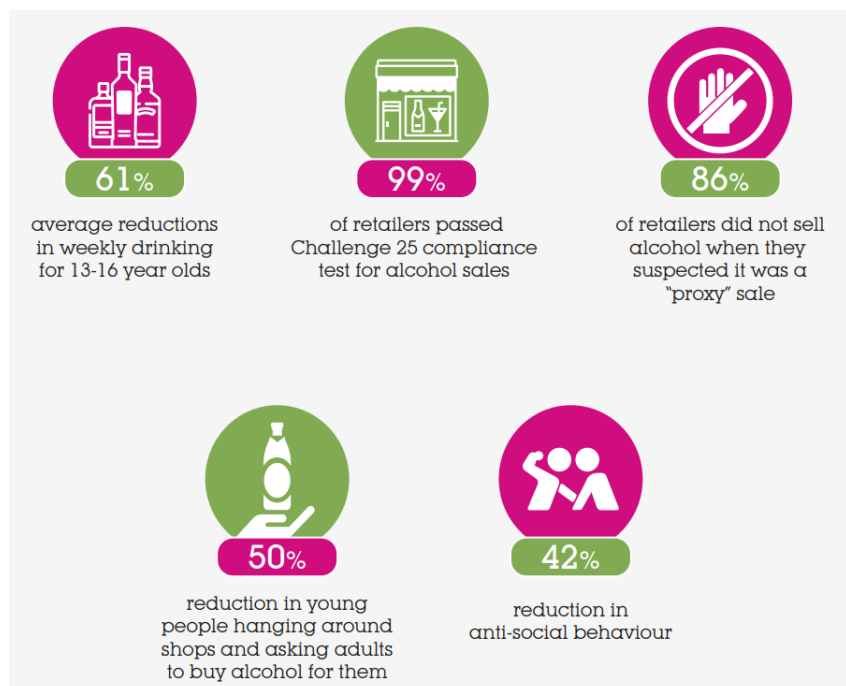 61%
average reductions
in weekly drinking
for 13-16 year olds
99%
of retailers passed
Challenge 25 compliance
test for alcohol sales
86%
of retailers did not sell
alcohol when they
suspected it was a
“proxy” sale
50%
reduction in young
people hanging around
shops and asking adults
to buy alcohol for them
42%
reduction in
anti-social behaviour